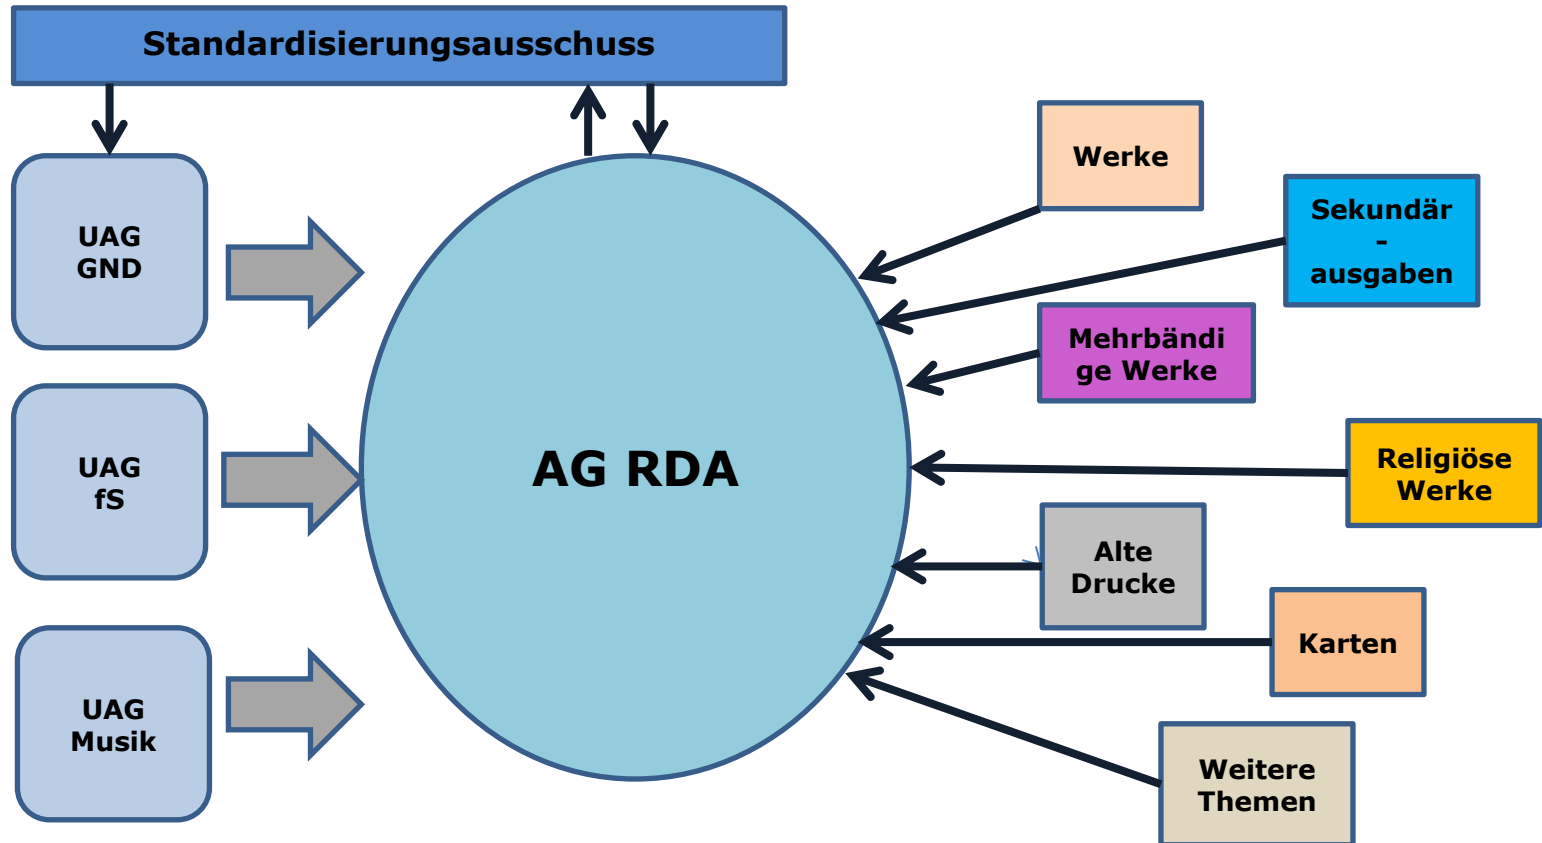 Standardisierungsausschuss
UAG
GND
UAG
fS
UAG
Musik
AG RDA
Werke
Sekundär
-
ausgaben
Mehrbändi
ge Werke
Religiöse
Werke
Alte
Drucke
Karten
Weitere
Themen